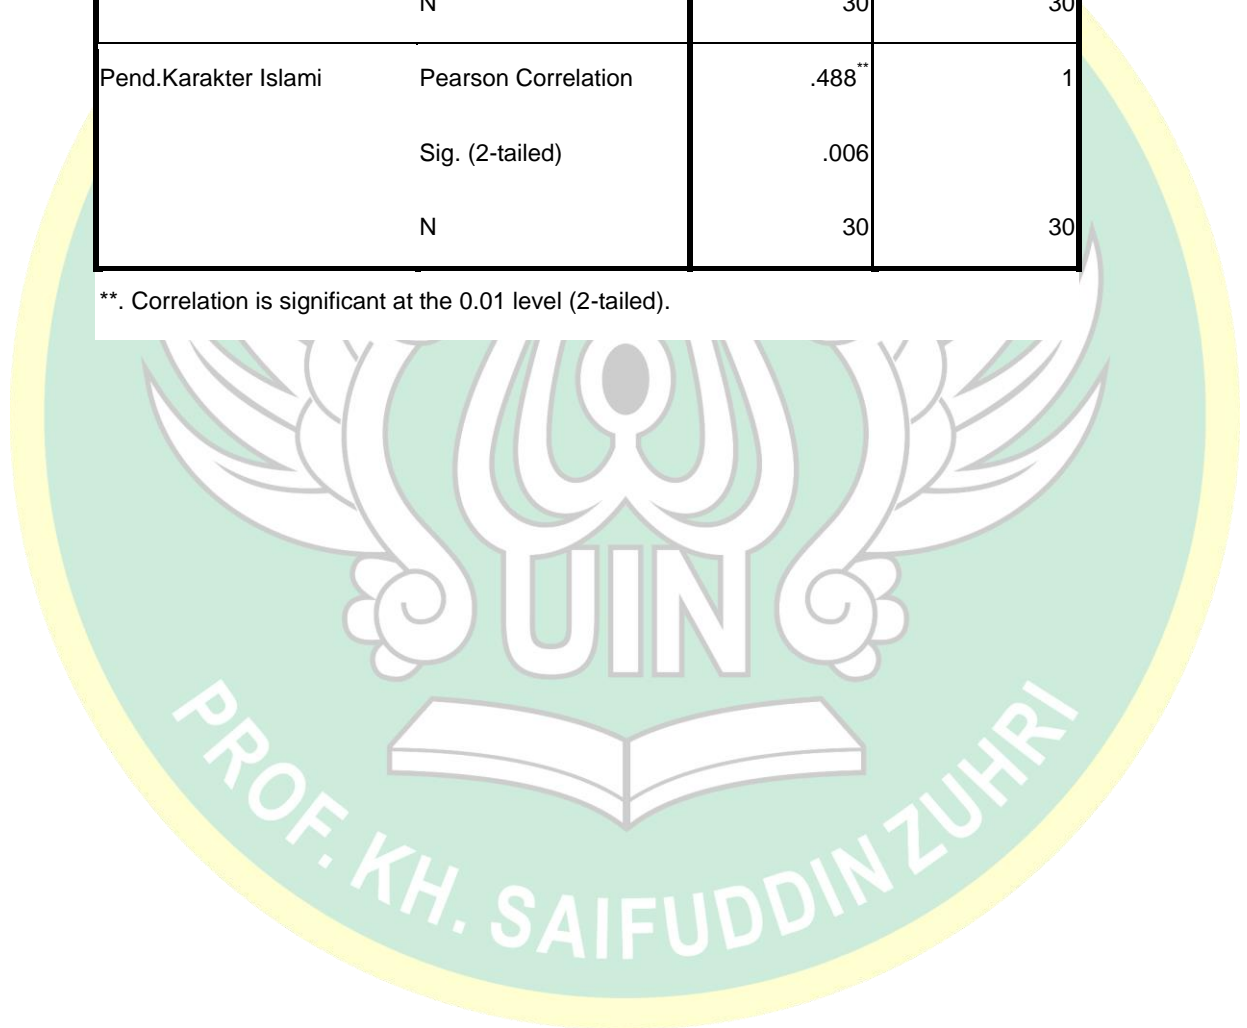 N 30 30
Pend.Karakter Islami Pearson Correlation .488** 1
Sig. (2-tailed) .006
N 30 30
**. Correlation is significant at the 0.01 level (2-tailed).
UIN
PROF. KH. SAIFUDDIN ZUHRI